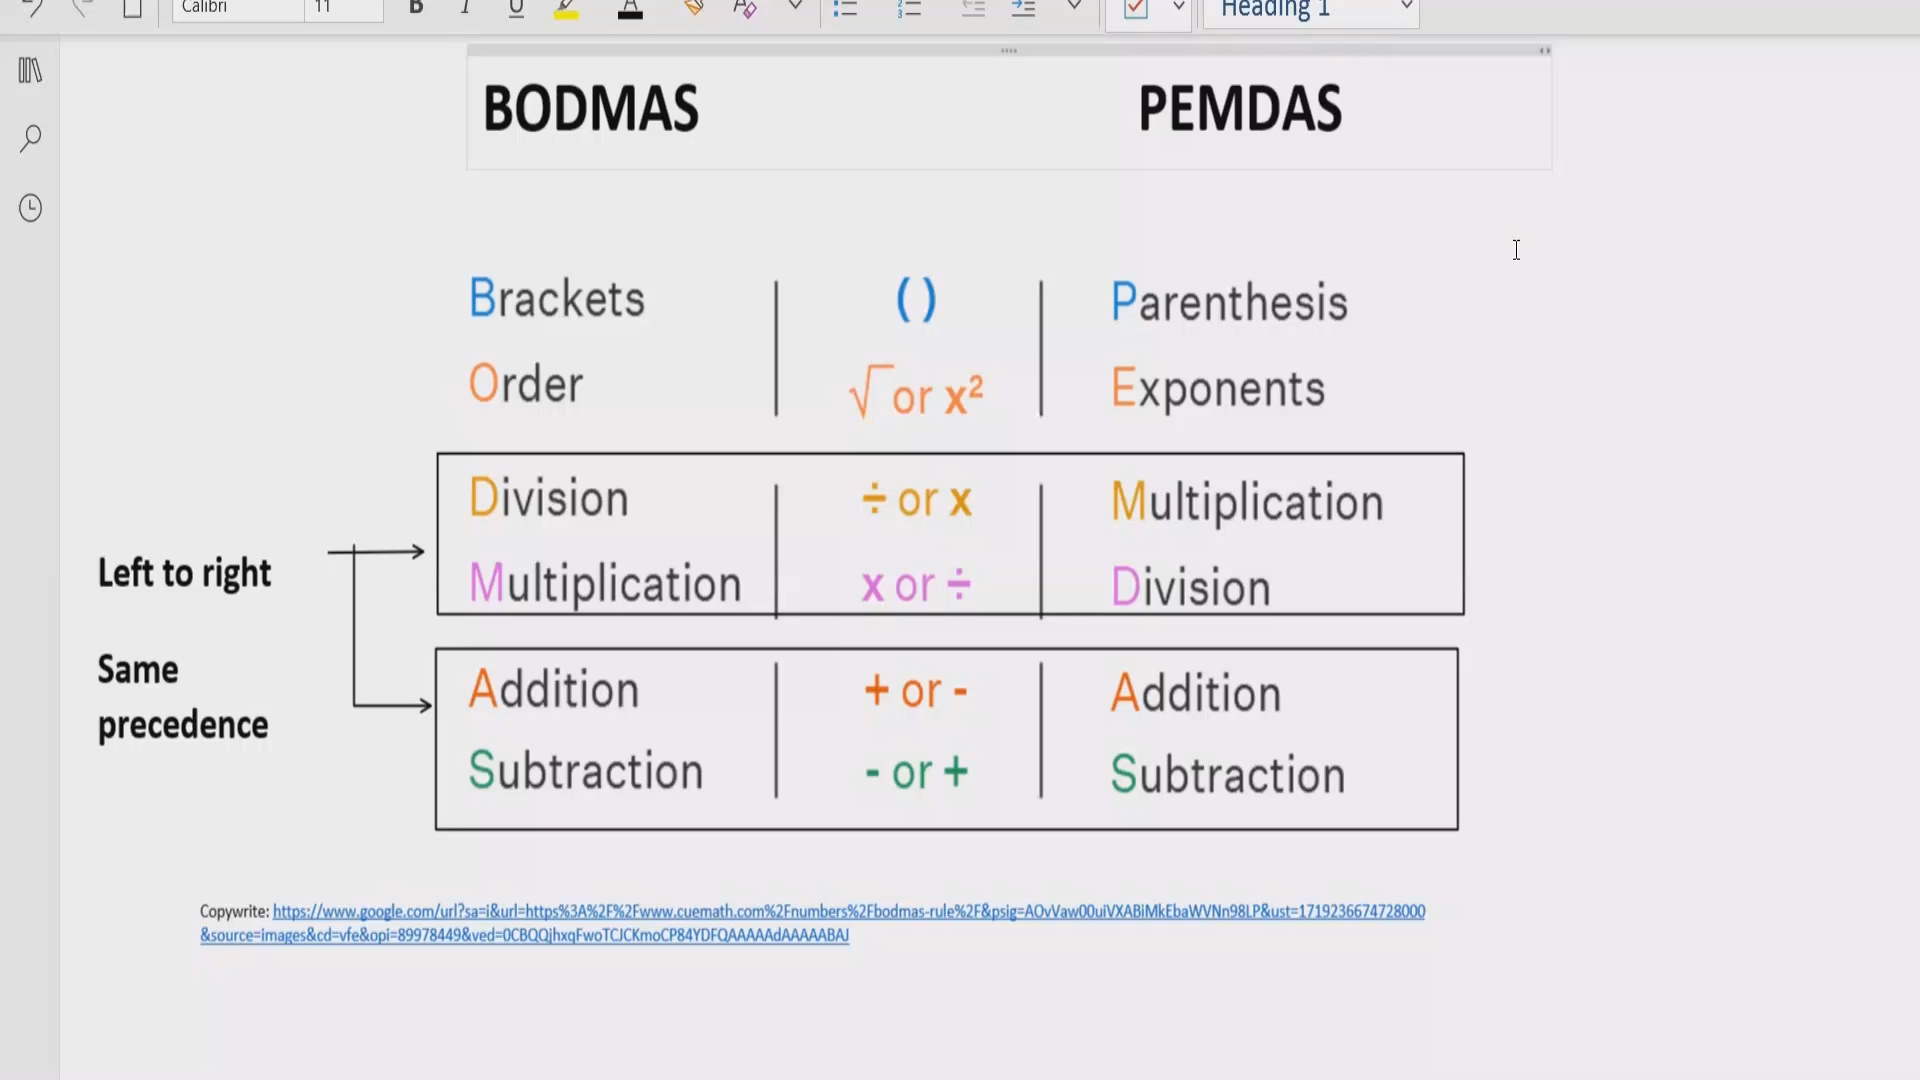 Calibri 11 B I U A A Heading 1
BODMAS PEMDAS
Brackets ( ) Parenthesis
Order √ or x² Exponents
Division ÷ or x Multiplication
Multiplication x or ÷ Division
Left to right
Addition + or - Addition
Same
precedence
Subtraction - or + Subtraction
Copywrite: https://www.google.com/url?sa=i&url=https%3A%2F%2Fwww.cuemath.com%2Fnumbers%2Fbodmas-rule%2F&psig=AOvVaw00uiVXABiMkEbaWVNn98LP&ust=1719236674728000
&source=images&cd=vfe&opi=89978449&ved=0CBQQjhxqFwoTCJCKmoCP84YDFQAAAAAdAAAAABAJ